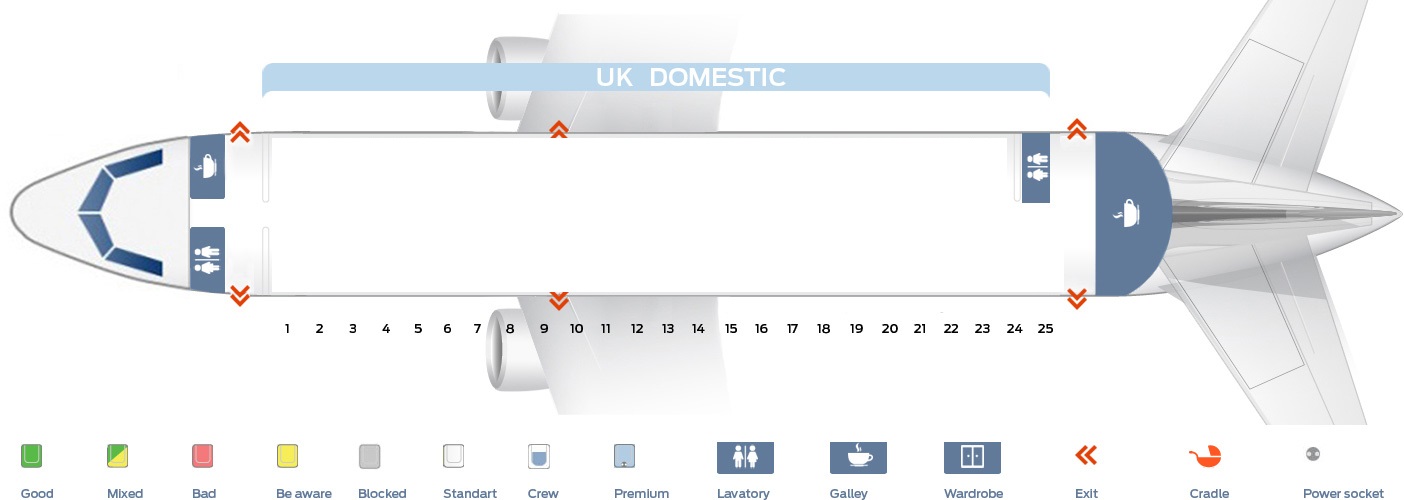 UK DOMESTIC
1 2 3 4 5 6 7 8 9 10 11 12 13 14 15 16 17 18 19 20 21 22 23 24 25
Good Mixed Bad Be aware Blocked Standart Crew Premium Lavatory Galley Wardrobe Exit Cradle Power socket